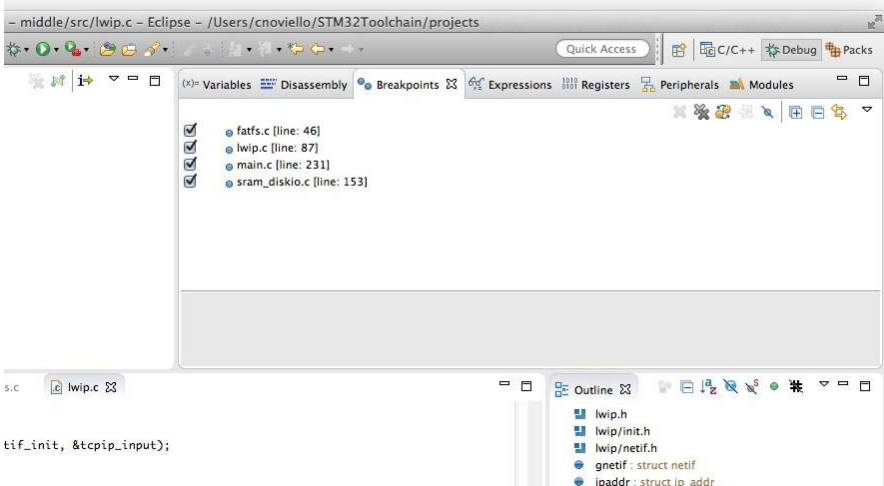 – middle/src/lwip.c – Eclipse – /Users/cnoviello/STM32Toolchain/projects
Quick Access
C/C++
Debug
Packs
(x)= Variables
Disassembly
Breakpoints
Expressions
Registers
Peripherals
Modules
fatfs.c [line: 46]
lwip.c [line: 87]
main.c [line: 231]
sram_diskio.c [line: 153]
s.c
lwip.c
tif_init, &tcpip_input);
Outline
lwip.h
lwip/init.h
lwip/netif.h
gnetif : struct netif
ipaddr : struct ip_addr